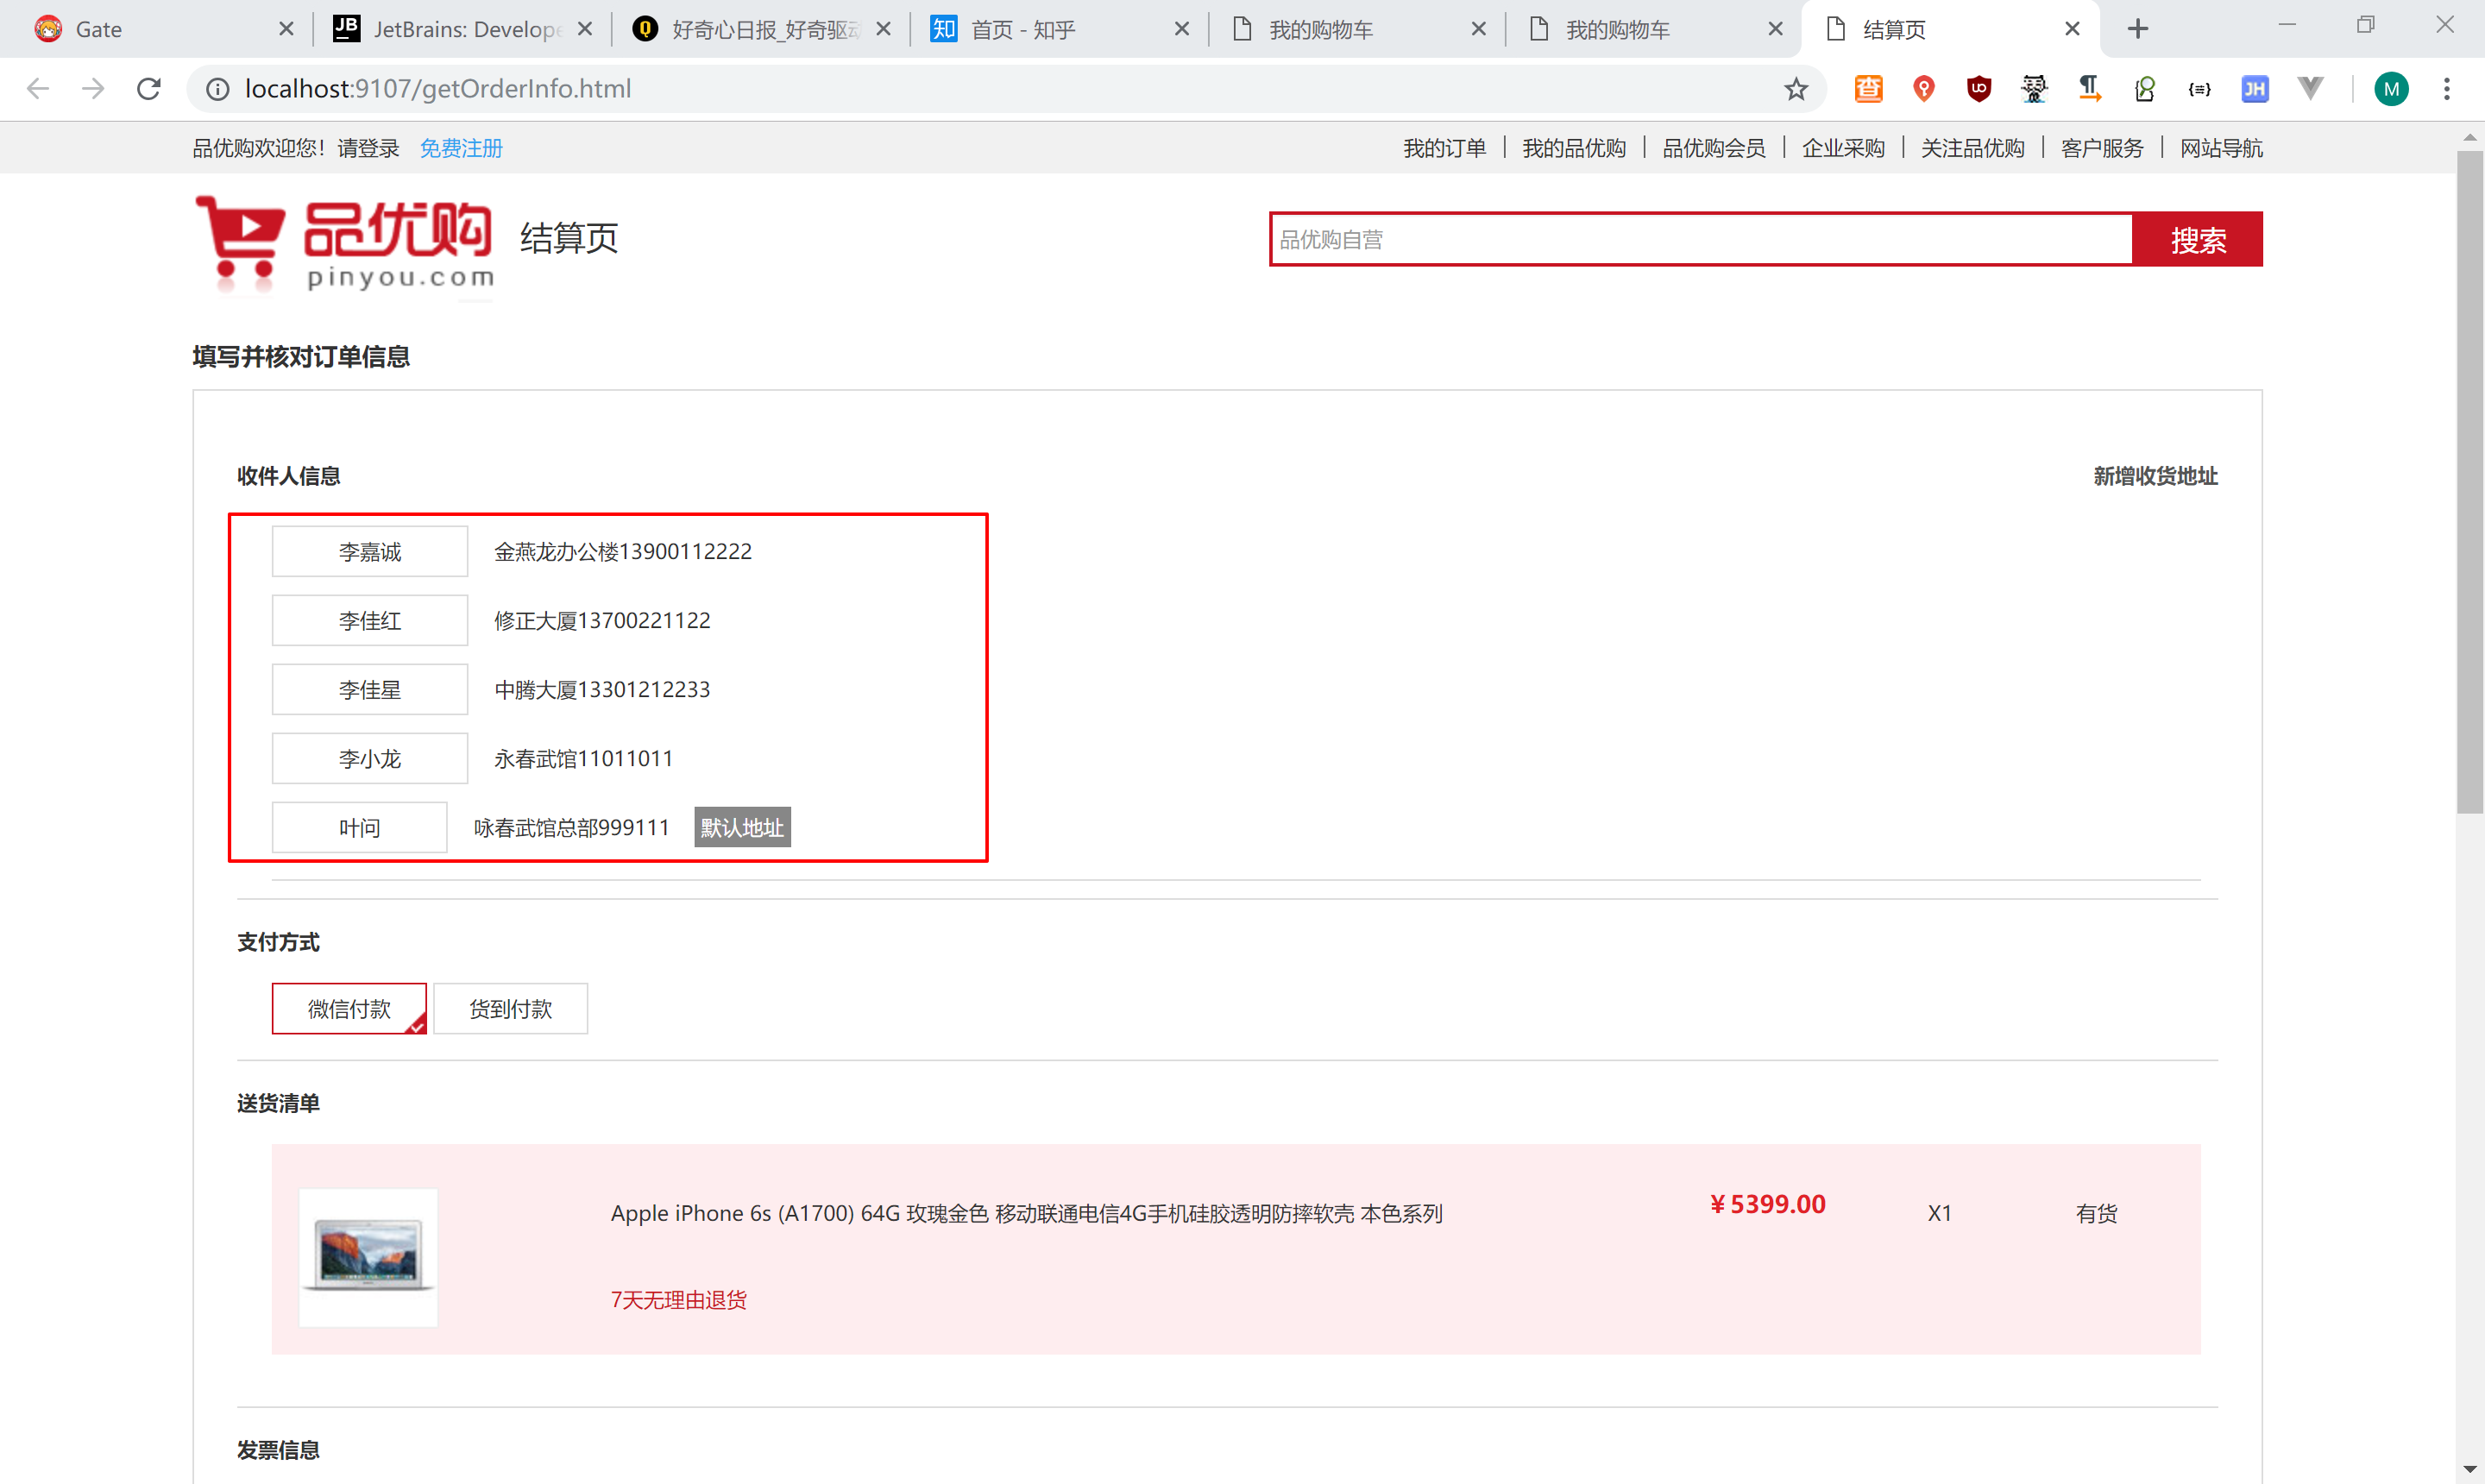 Gate
JetBrains: Develope
好奇心日报_好奇驱动
首页 - 知乎
我的购物车
我的购物车
结算页
localhost:9107/getOrderInfo.html
M
品优购欢迎您！请登录 免费注册
我的订单 我的品优购 品优购会员 企业采购 关注品优购 客户服务 网站导航
品优购
pinyou.com
结算页
品优购自营
搜索
填写并核对订单信息
收件人信息
新增收货地址
李嘉诚 金燕龙办公楼13900112222
李佳红 修正大厦13700221122
李佳星 中腾大厦13301212233
李小龙 永春武馆11011011
叶问 咏春武馆总部999111 默认地址
支付方式
微信付款 货到付款
送货清单
Apple iPhone 6s (A1700) 64G 玫瑰金色 移动联通电信4G手机硅胶透明防摔软壳 本色系列 ¥5399.00 X1 有货
7天无理由退货
发票信息